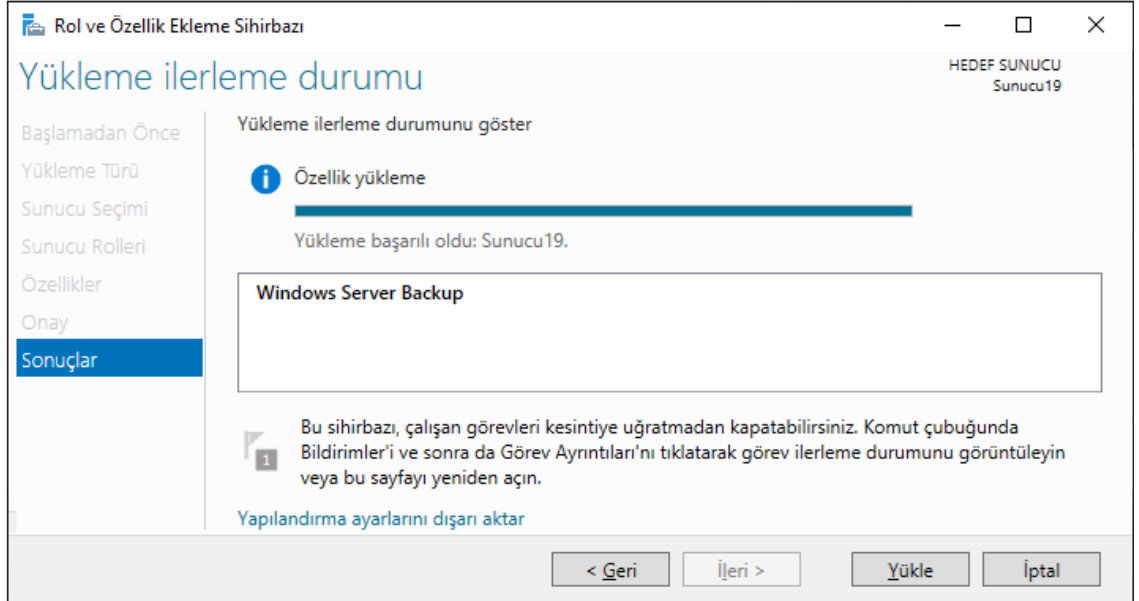 Rol ve Özellik Ekleme Sihirbazı
Yükleme ilerleme durumu
HEDEF SUNUCU
Sunucu19
Başlamadan Önce
Yükleme Türü
Sunucu Seçimi
Sunucu Rolleri
Özellikler
Onay
Sonuçlar
Yükleme ilerleme durumunu göster
Özellik yükleme
Yükleme başarılı oldu: Sunucu19.
Windows Server Backup
1
Bu sihirbazı, çalışan görevleri kesintiye uğratmadan kapatabilirsiniz. Komut çubuğunda
Bildirimler'i ve sonra da Görev Ayrıntıları'nı tıklatarak görev ilerleme durumunu görüntüleyin
veya bu sayfayı yeniden açın.
Yapılandırma ayarlarını dışarı aktar
< Geri
İleri >
Yükle
İptal